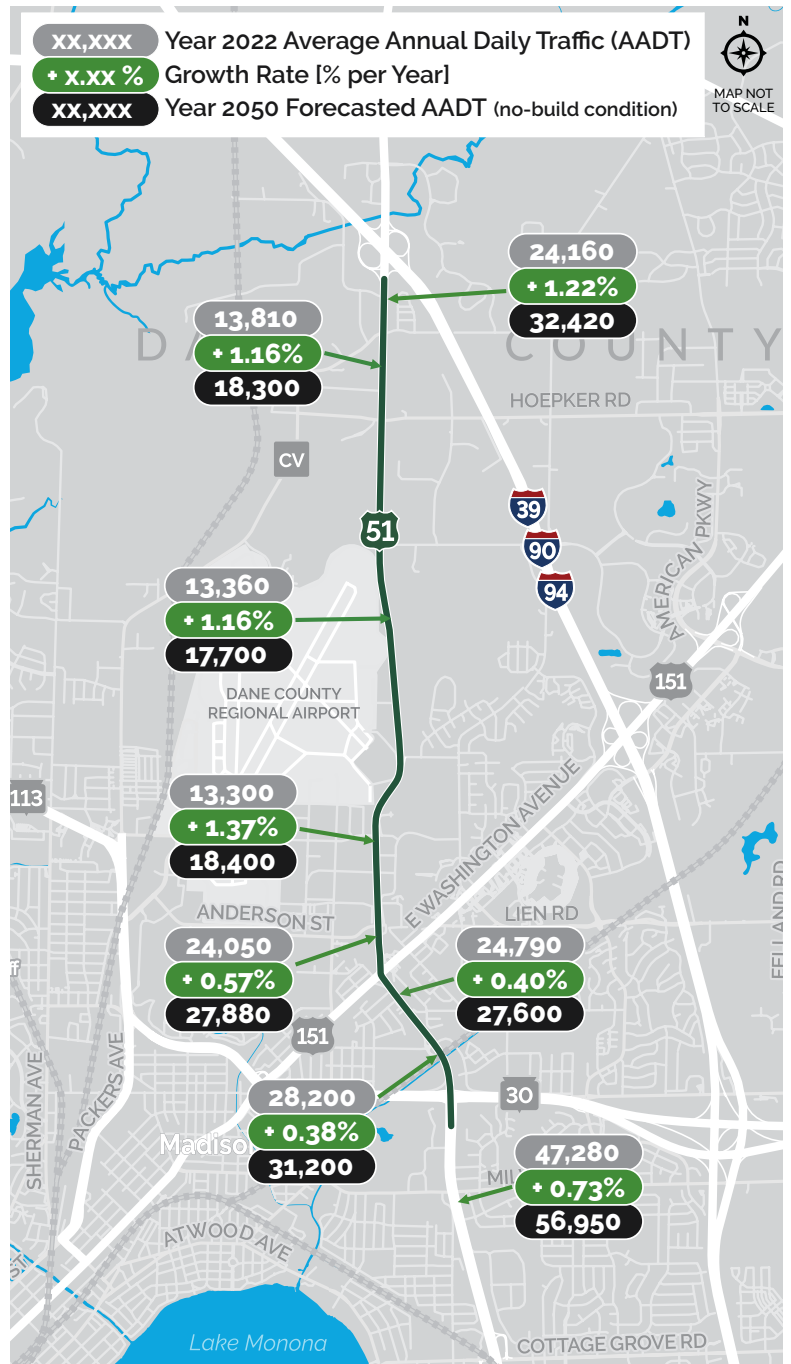 xx,xxx Year 2022 Average Annual Daily Traffic (AADT)
+ x.xx % Growth Rate [% per Year]
xx,xxx Year 2050 Forecasted AADT (no-build condition)
N
MAP NOT
TO SCALE
24,160
+ 1.22%
32,420
13,810
+ 1.16%
18,300
COUNTY
HOEPKER RD
CV
39
51
90
94
AMERICAN PKWY
13,360
+ 1.16%
17,700
151
DANE COUNTY
REGIONAL AIRPORT
113
13,300
+ 1.37%
18,400
E WASHINGTON AVENUE
ANDERSON ST
LIEN RD
FELLAND RD
24,050
+ 0.57%
27,880
24,790
+ 0.40%
27,600
151
SHERMAN AVE
PACKERS AVE
30
28,200
+ 0.38%
31,200
Madiso
47,280
+ 0.73%
56,950
MIL
ATWOOD AVE
ST
Lake Monona
COTTAGE GROVE RD